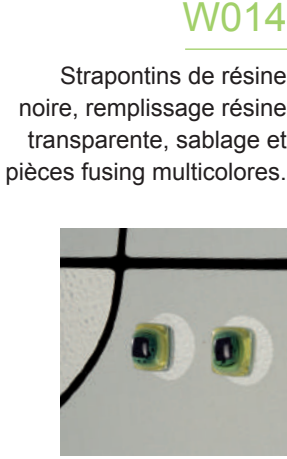 W014
Strapontins de résine
noire, remplissage résine
transparente, sablage et
pièces fusing multicolores.